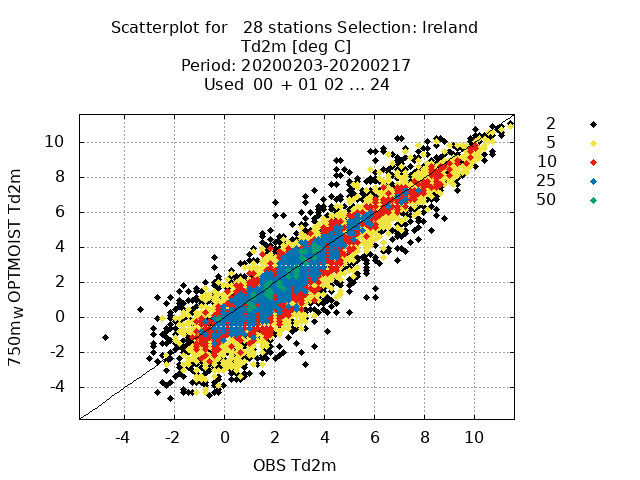 Scatterplot for 28 stations Selection: Ireland
Td2m [deg C]
Period: 20200203-20200217
Used 00 + 01 02 ... 24
2
5
10
25
50
10
8
6
4
2
0
-2
-4
750mw OPTMOIST Td2m
-4 -2 0 2 4 6 8 10
OBS Td2m